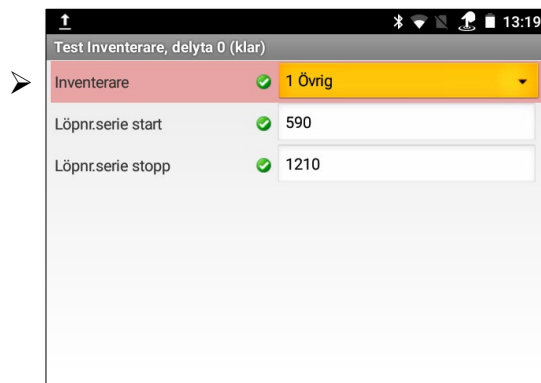 13:19
Test Inventerare, delyta 0 (klar)
Inventerare 1 Övrig
Löpnr.serie start 590
Löpnr.serie stopp 1210